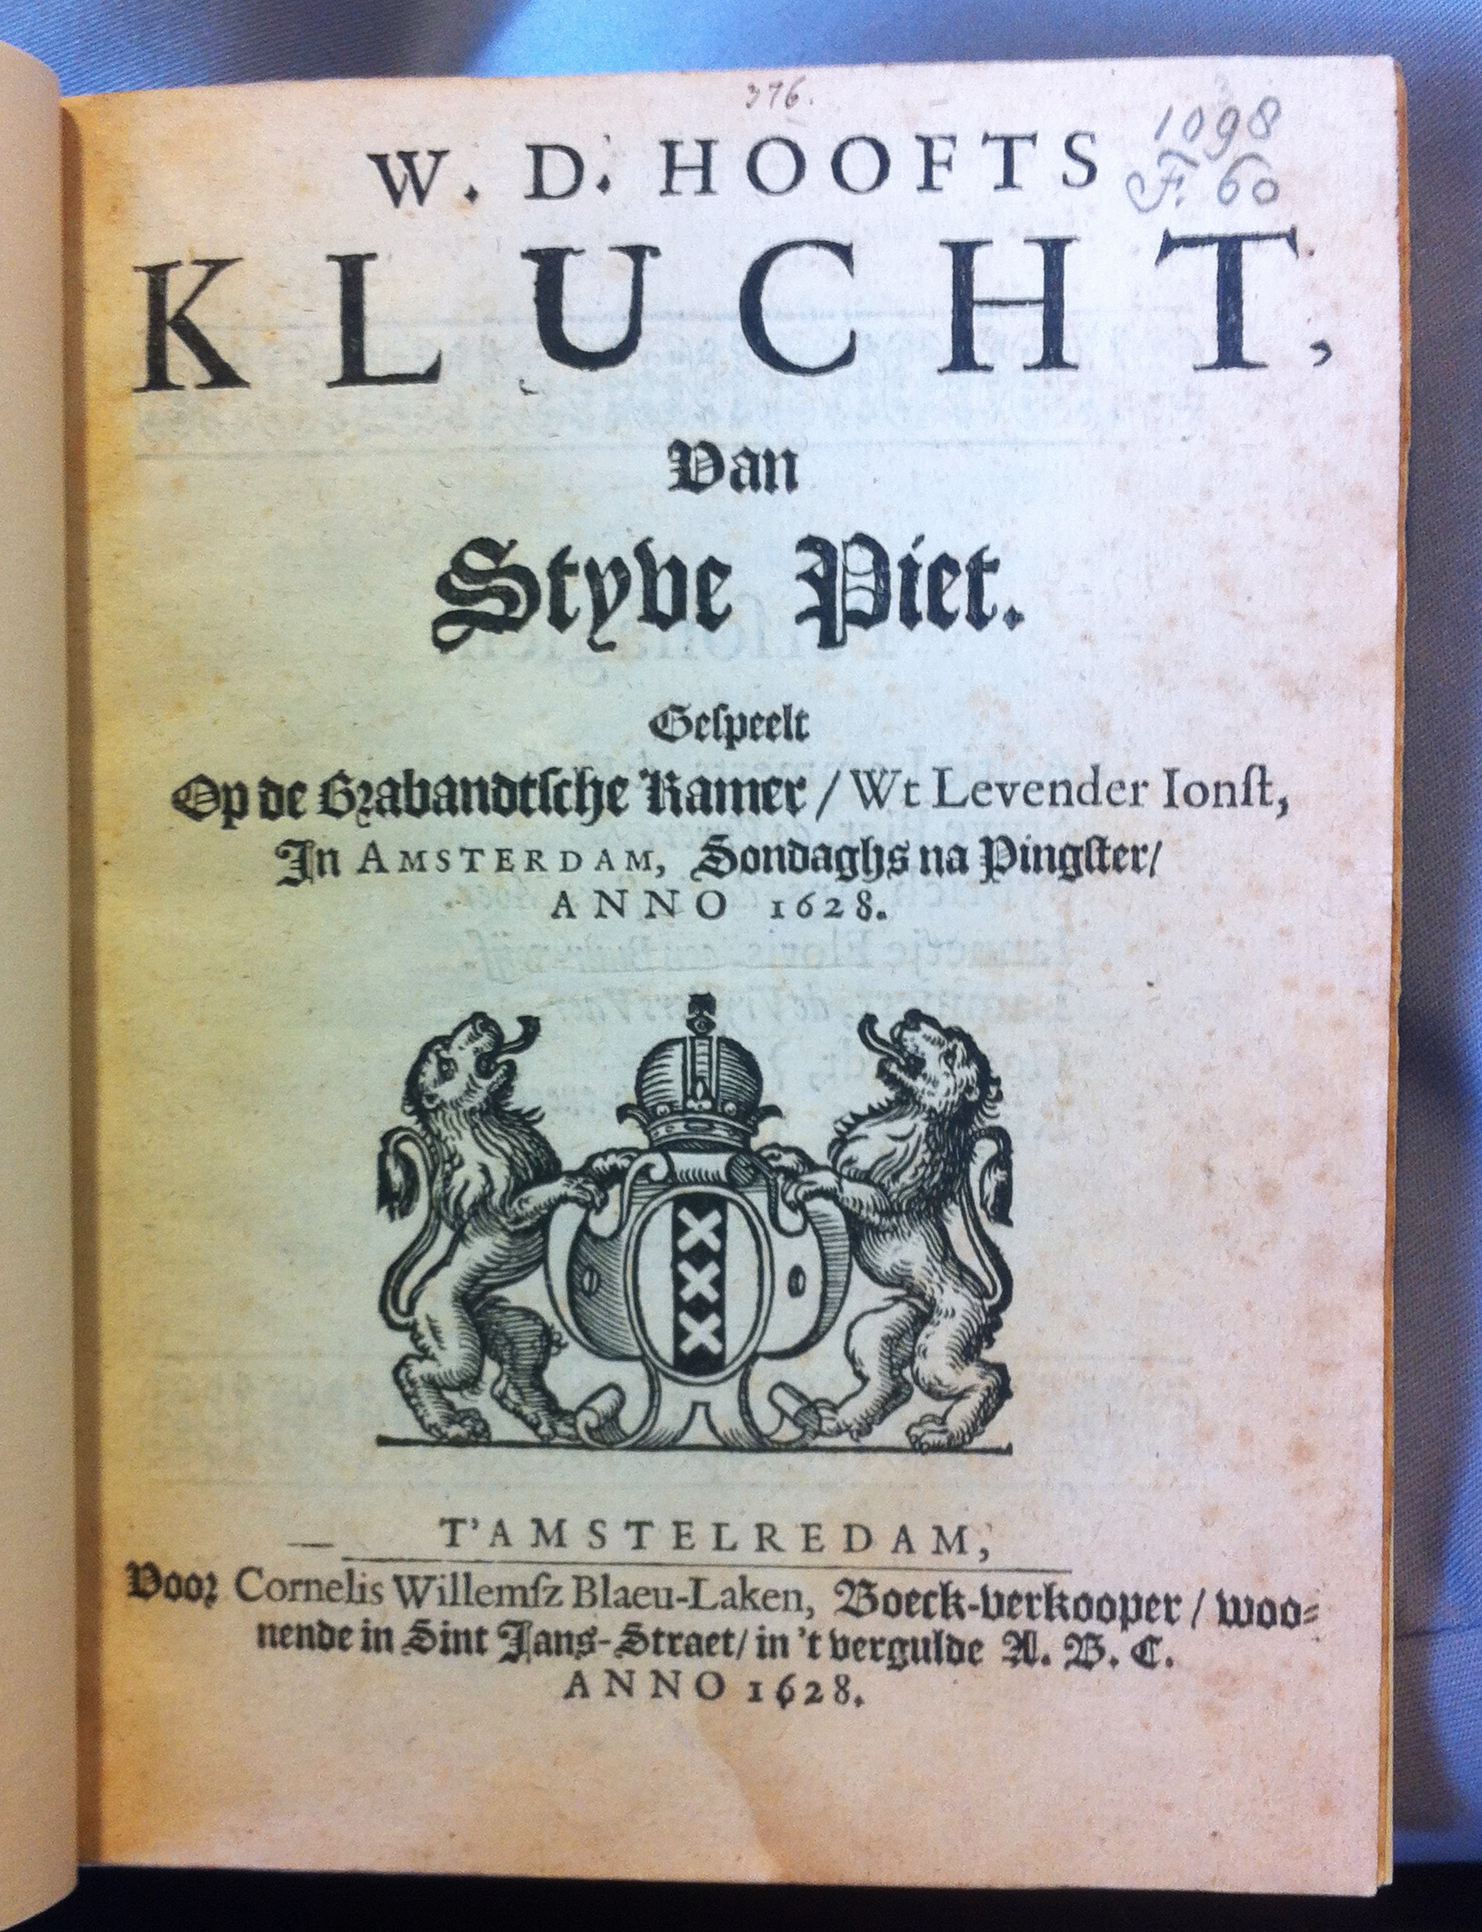 376.
1098
F. 60
W. D. HOOFTS
KLUCHT,
Van
Styve Piet.
Geſpeelt
Op de Brabandtſche Kamer / Wt Levender Ionſt,
In AMSTERDAM, Sondaghs na Pingſter/
ANNO 1628.
T'AMSTELREDAM,
Voor Cornelis Willemſz Blaeu-Laken, Boeck-verkooper / woo⸗
nende in Sint Jans-Straet/ in 't vergulde A. B. C.
ANNO 1628.